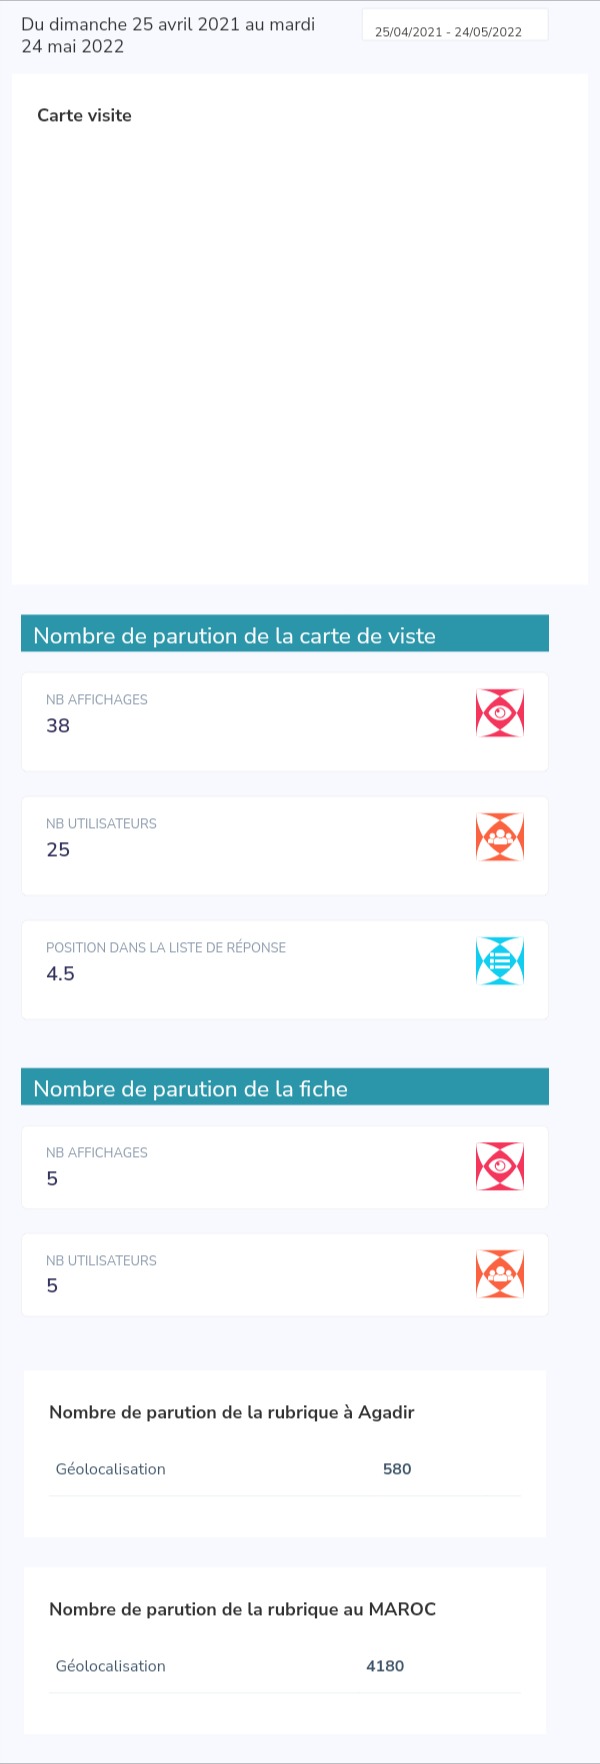 Du dimanche 25 avril 2021 au mardi
24 mai 2022
25/04/2021 - 24/05/2022
Carte visite
Nombre de parution de la carte de viste
NB AFFICHAGES
38
NB UTILISATEURS
25
POSITION DANS LA LISTE DE RÉPONSE
4.5
Nombre de parution de la fiche
NB AFFICHAGES
5
NB UTILISATEURS
5
Nombre de parution de la rubrique à Agadir
Géolocalisation 580
Nombre de parution de la rubrique au MAROC
Géolocalisation 4180